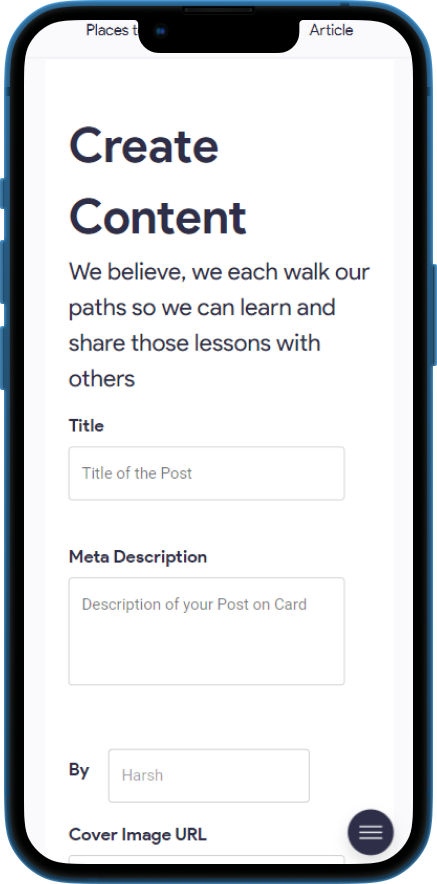 Places t
Article
Create
Content
We believe, we each walk our
paths so we can learn and
share those lessons with
others
Title
Title of the Post
Meta Description
Description of your Post on Card
By
Harsh
Cover Image URL